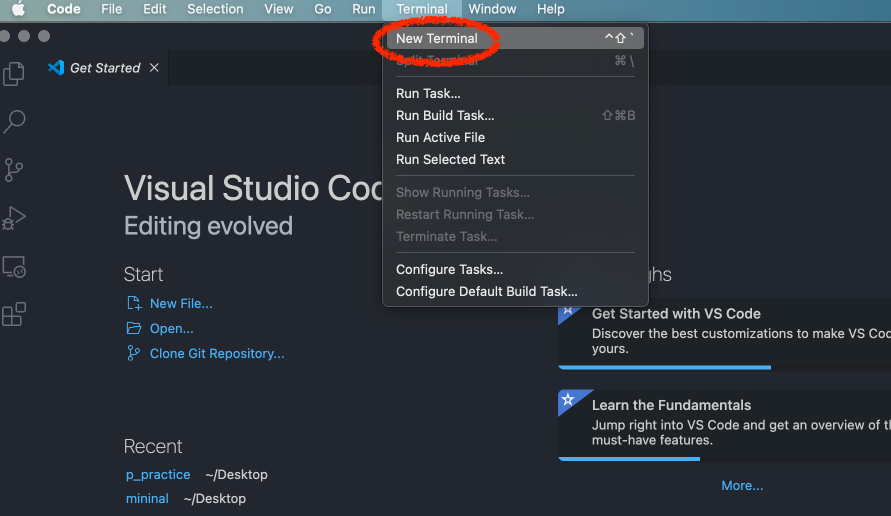 Code File Edit Selection View Go Run Terminal Window Help
Get Started
New Terminal ⌃⇧`
Split Terminal ⌘\
Run Task...
Run Build Task... ⇧⌘B
Run Active File
Run Selected Text
Show Running Tasks...
Restart Running Task...
Terminate Task...
Configure Tasks...
Configure Default Build Task...
Visual Studio Co
Editing evolved
Start
New File...
Open...
Clone Git Repository...
Recent
p_practice ~/Desktop
mininal ~/Desktop
ghs
Get Started with VS Code
Discover the best customizations to make VS Coc
yours.
Learn the Fundamentals
Jump right into VS Code and get an overview of th
must-have features.
More...